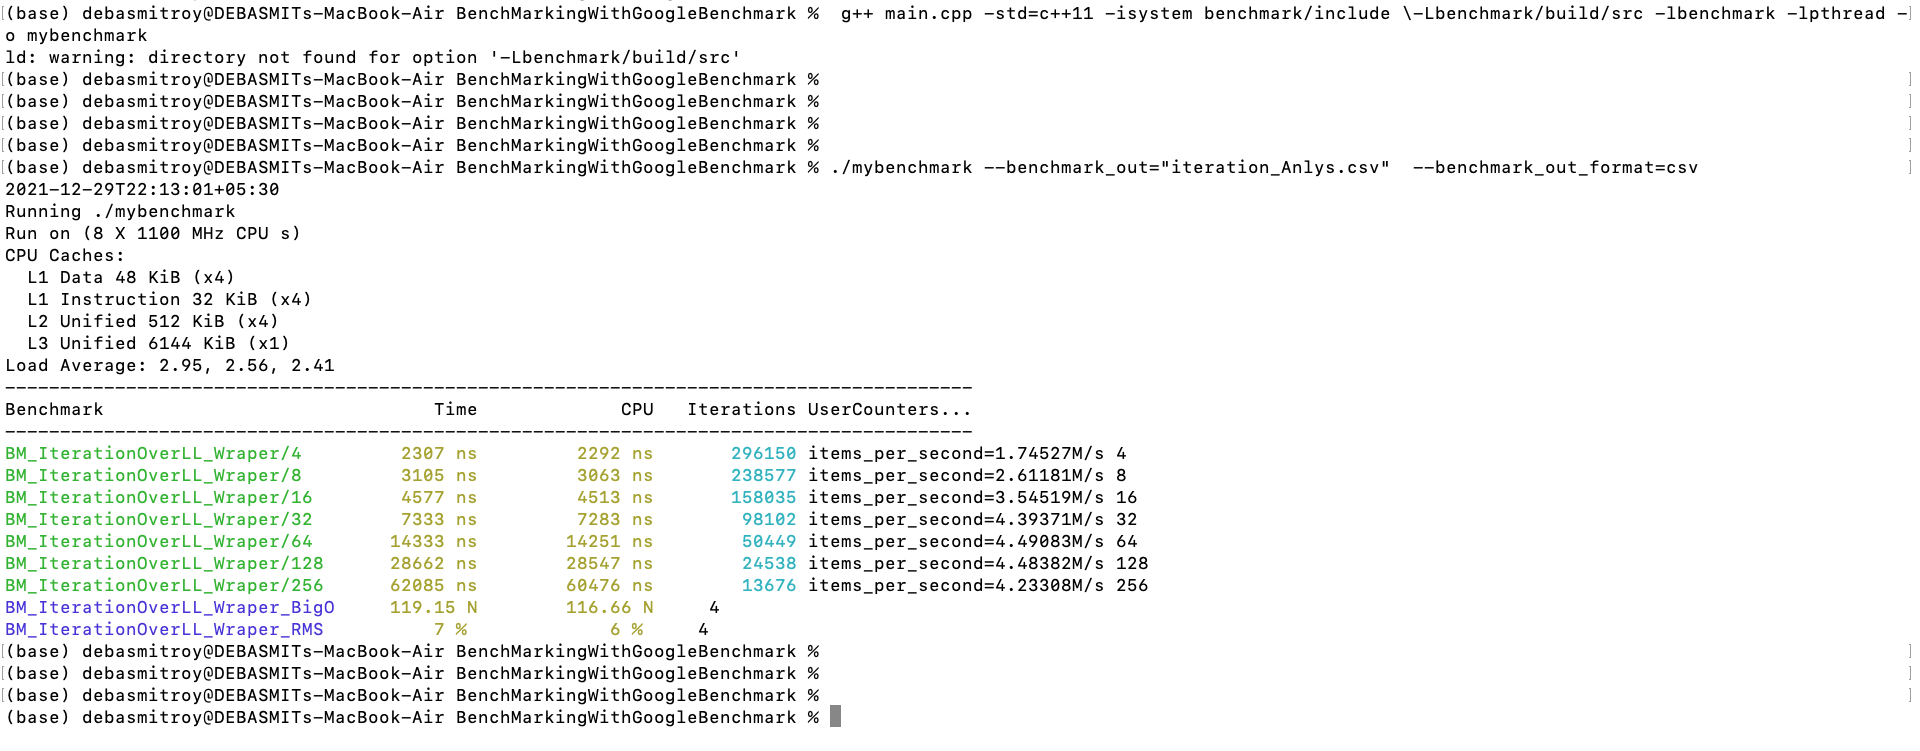 (base) debasmitroy@DEBASMITs-MacBook-Air BenchMarkingWithGoogleBenchmark %  g++ main.cpp -std=c++11 -isystem benchmark/include \-Lbenchmark/build/src -lbenchmark -lpthread -
o mybenchmark
ld: warning: directory not found for option '-Lbenchmark/build/src'
(base) debasmitroy@DEBASMITs-MacBook-Air BenchMarkingWithGoogleBenchmark %
(base) debasmitroy@DEBASMITs-MacBook-Air BenchMarkingWithGoogleBenchmark %
(base) debasmitroy@DEBASMITs-MacBook-Air BenchMarkingWithGoogleBenchmark %
(base) debasmitroy@DEBASMITs-MacBook-Air BenchMarkingWithGoogleBenchmark %
(base) debasmitroy@DEBASMITs-MacBook-Air BenchMarkingWithGoogleBenchmark % ./mybenchmark --benchmark_out="iteration_Anlys.csv"  --benchmark_out_format=csv
2021-12-29T22:13:01+05:30
Running ./mybenchmark
Run on (8 X 1100 MHz CPU s)
CPU Caches:
  L1 Data 48 KiB (x4)
  L1 Instruction 32 KiB (x4)
  L2 Unified 512 KiB (x4)
  L3 Unified 6144 KiB (x1)
Load Average: 2.95, 2.56, 2.41
----------------------------------------------------------------------------------------
Benchmark                              Time             CPU   Iterations UserCounters...
----------------------------------------------------------------------------------------
BM_IterationOverLL_Wraper/4         2307 ns         2292 ns       296150 items_per_second=1.74527M/s 4
BM_IterationOverLL_Wraper/8         3105 ns         3063 ns       238577 items_per_second=2.61181M/s 8
BM_IterationOverLL_Wraper/16        4577 ns         4513 ns       158035 items_per_second=3.54519M/s 16
BM_IterationOverLL_Wraper/32        7333 ns         7283 ns        98102 items_per_second=4.39371M/s 32
BM_IterationOverLL_Wraper/64       14333 ns        14251 ns        50449 items_per_second=4.49083M/s 64
BM_IterationOverLL_Wraper/128      28662 ns        28547 ns        24538 items_per_second=4.48382M/s 128
BM_IterationOverLL_Wraper/256      62085 ns        60476 ns        13676 items_per_second=4.23308M/s 256
BM_IterationOverLL_Wraper_BigO     119.15 N        116.66 N     4
BM_IterationOverLL_Wraper_RMS          7 %             6 %     4
(base) debasmitroy@DEBASMITs-MacBook-Air BenchMarkingWithGoogleBenchmark %
(base) debasmitroy@DEBASMITs-MacBook-Air BenchMarkingWithGoogleBenchmark %
(base) debasmitroy@DEBASMITs-MacBook-Air BenchMarkingWithGoogleBenchmark %
(base) debasmitroy@DEBASMITs-MacBook-Air BenchMarkingWithGoogleBenchmark %